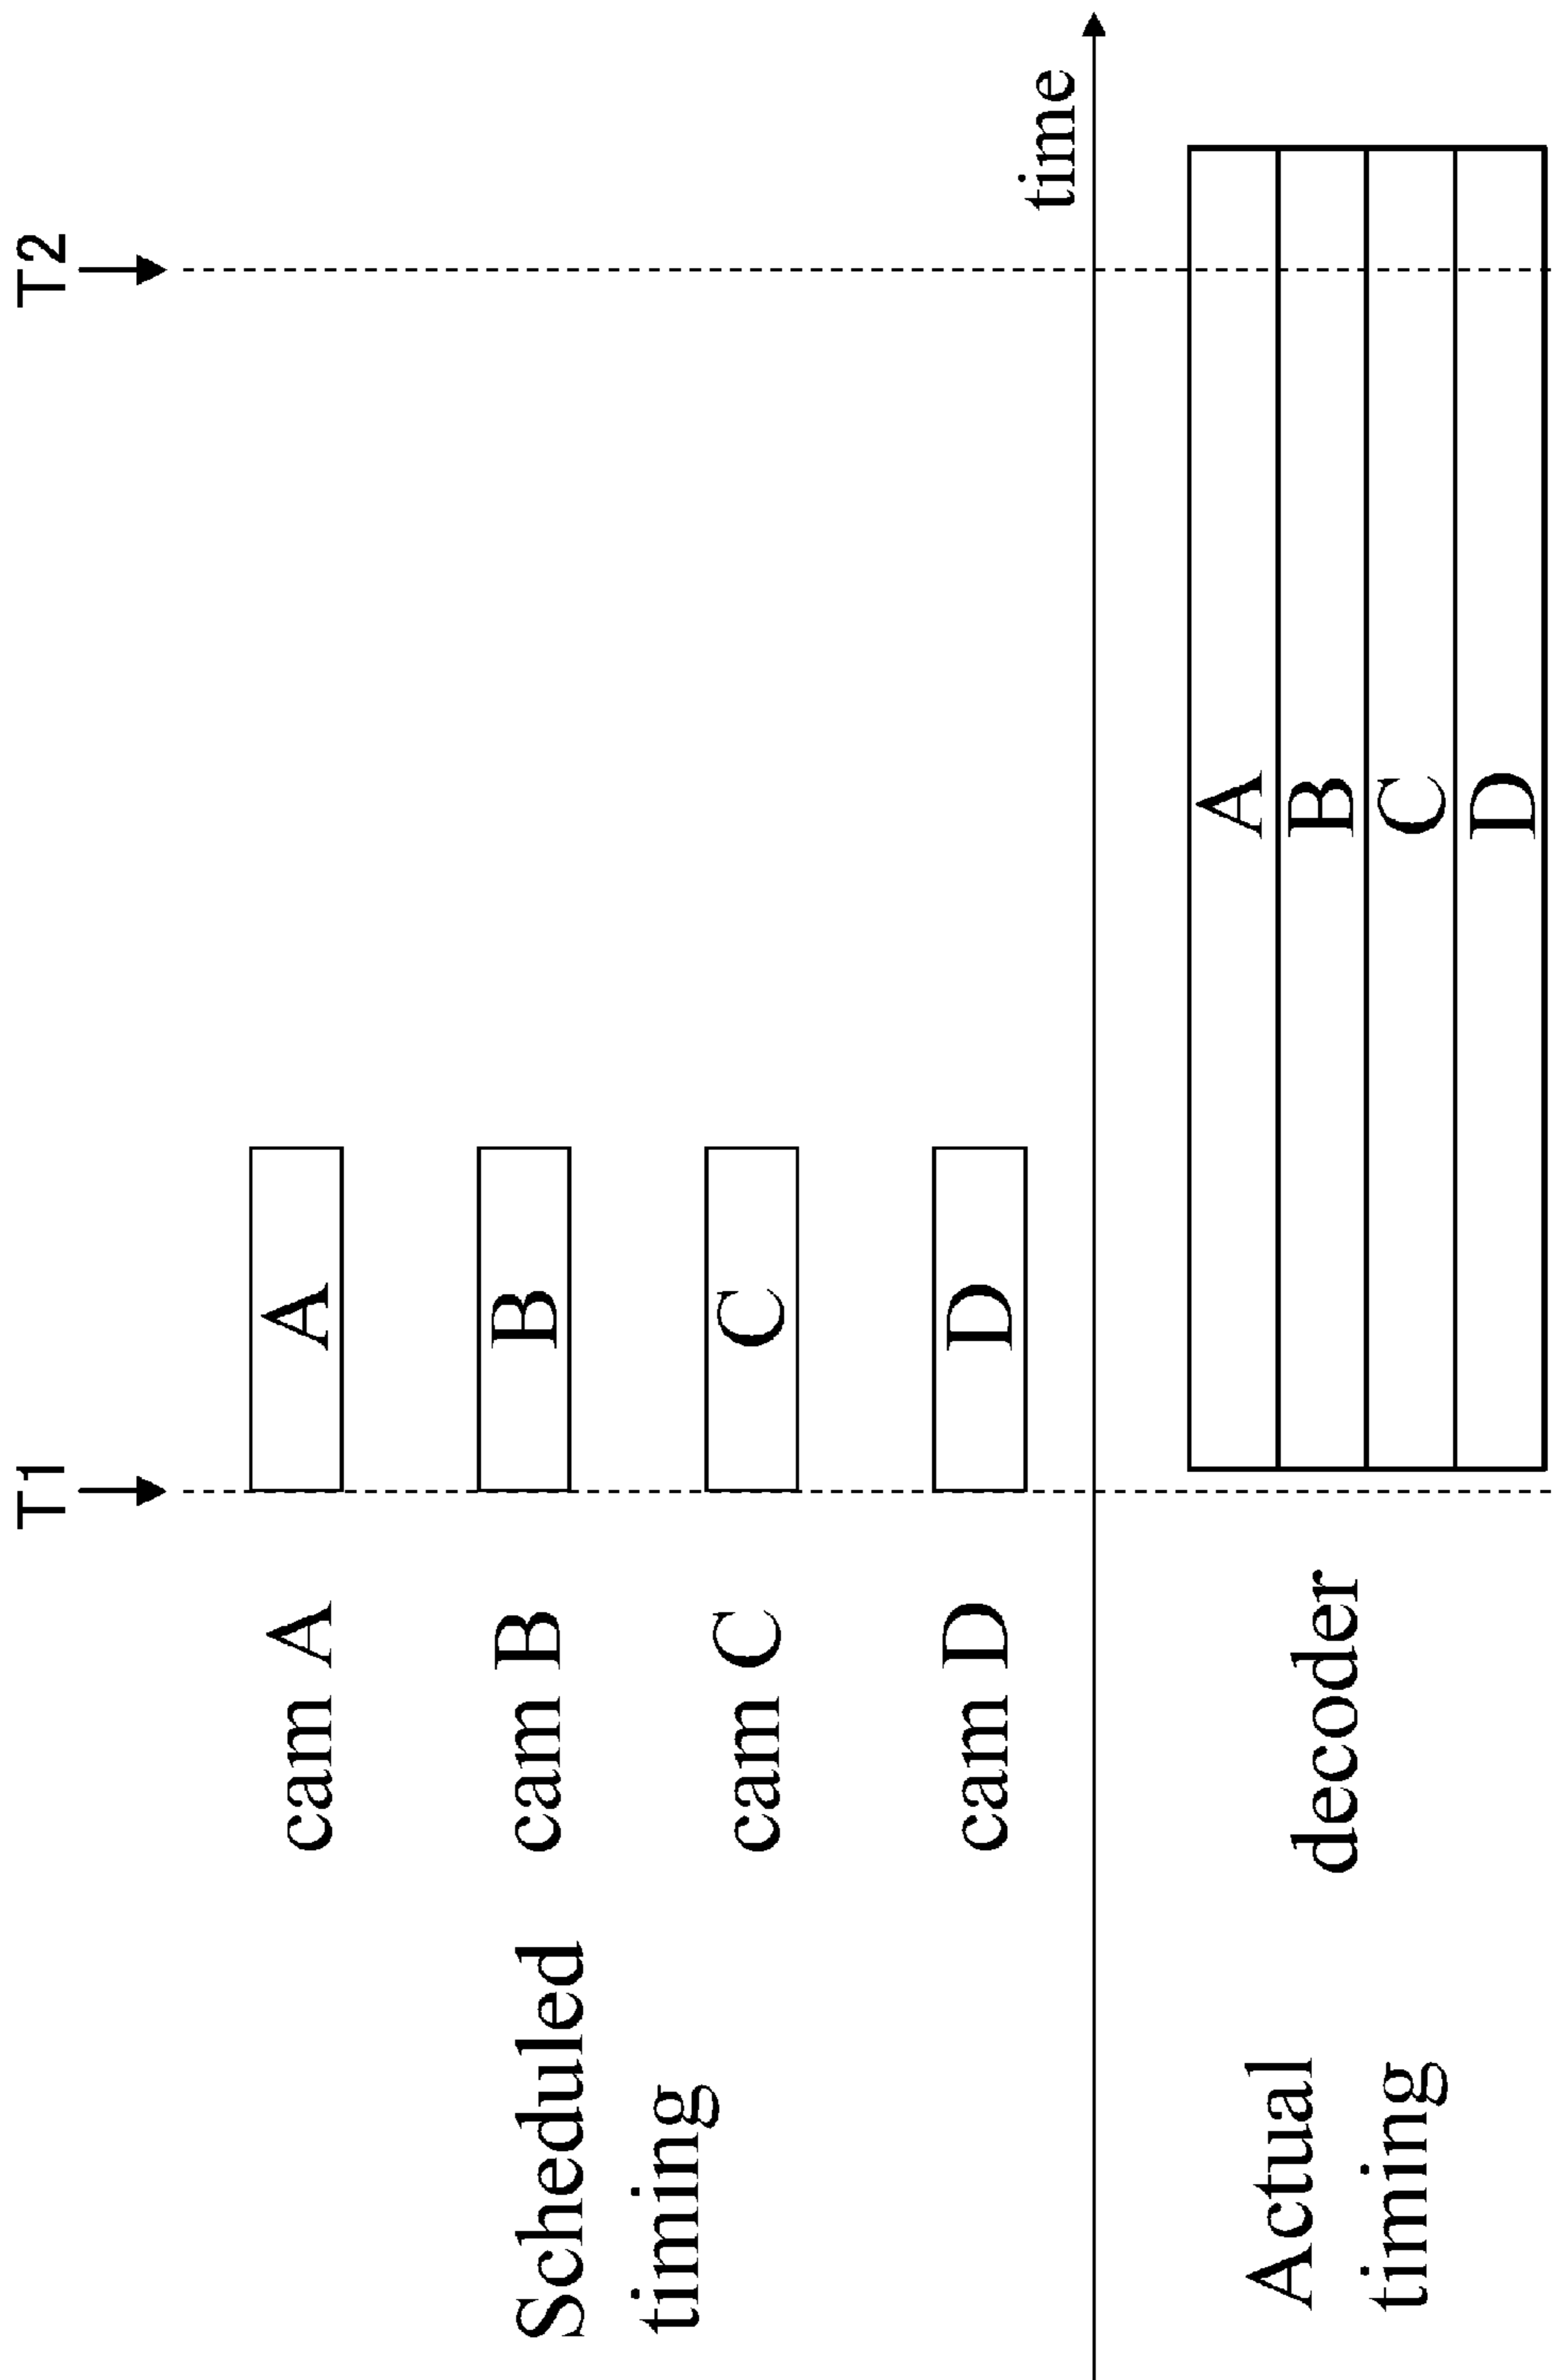 T1
T2
cam A
A
Scheduled
timing
cam B
B
cam C
C
cam D
D
time
Actual
timing
decoder
A
B
C
D